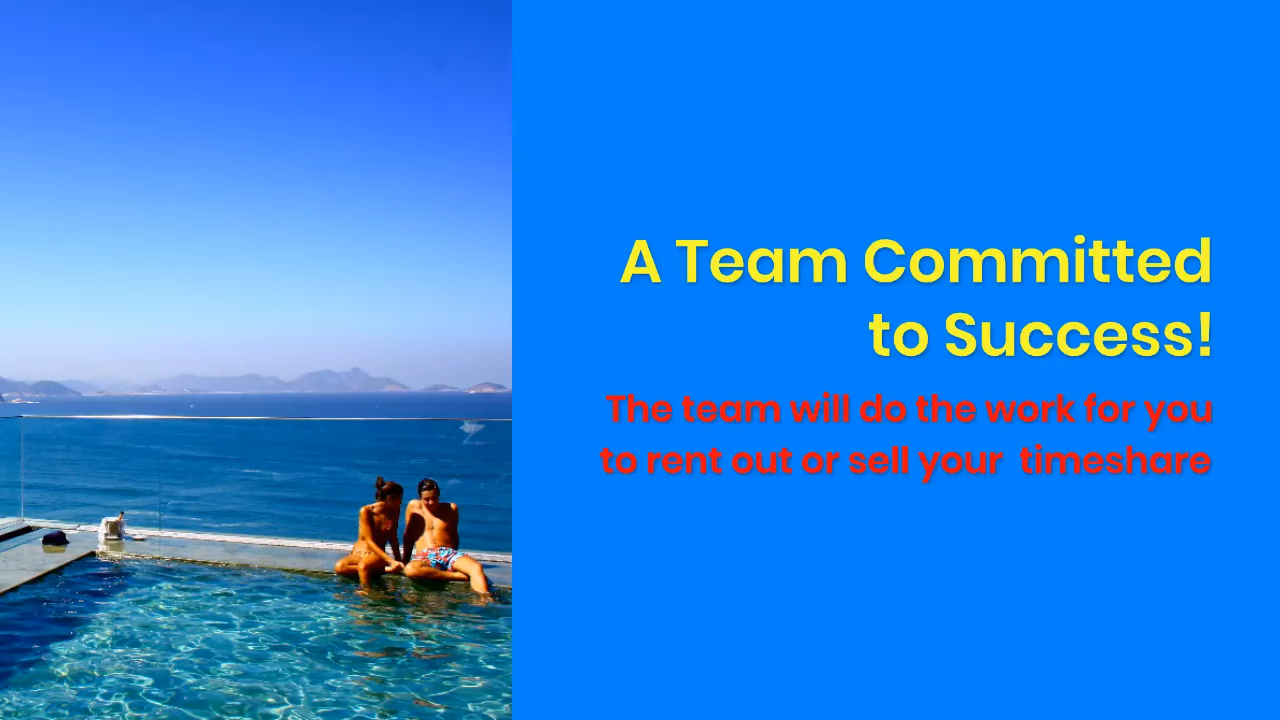 A Team Committed
to Success!
The team will do the work for you
to rent out or sell your  timeshare